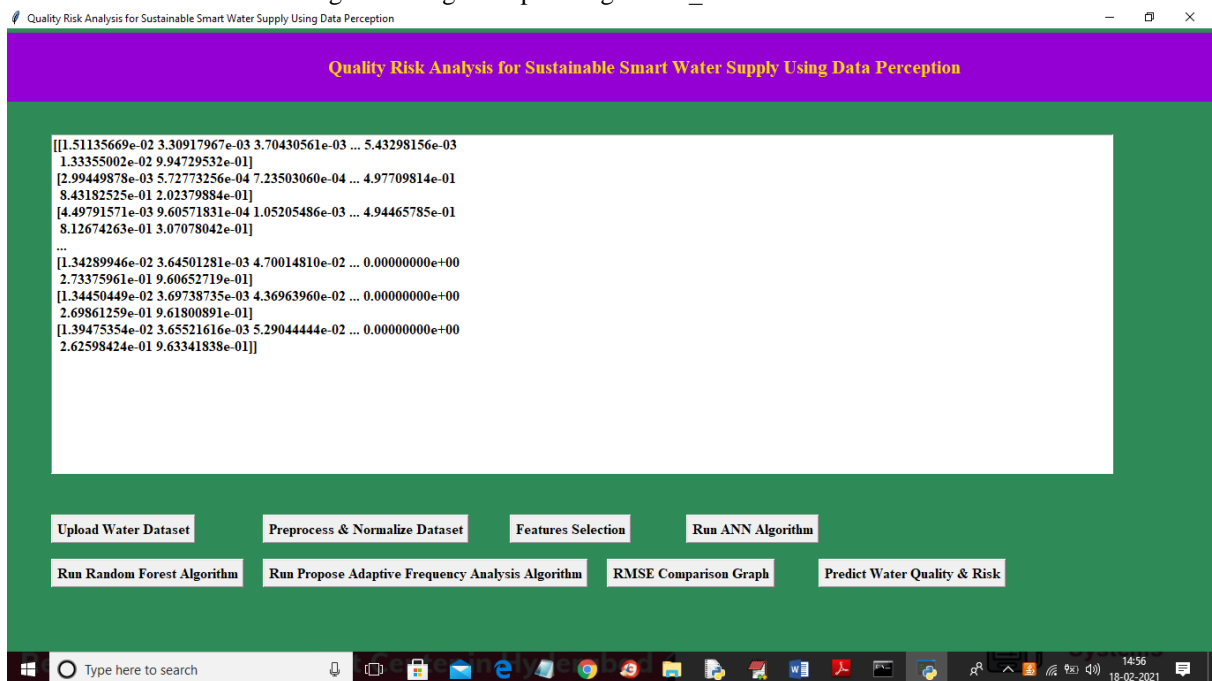 Quality Risk Analysis for Sustainable Smart Water Supply Using Data Perception
Quality Risk Analysis for Sustainable Smart Water Supply Using Data Perception
[[1.51135669e-02 3.30917967e-03 3.70430561e-03 ... 5.43298156e-03
1.33355002e-02 9.94729532e-01]
[2.99449878e-03 5.72773256e-04 7.23503060e-04 ... 4.97709814e-01
8.43182525e-01 2.02379884e-01]
[4.49791571e-03 9.60571831e-04 1.05205486e-03 ... 4.94465785e-01
8.12674263e-01 3.07078042e-01]
...
[1.34289946e-02 3.64501281e-03 4.70014810e-02 ... 0.00000000e+00
2.73375961e-01 9.60652719e-01]
[1.34450449e-02 3.69738735e-03 4.36963960e-02 ... 0.00000000e+00
2.69861259e-01 9.61800891e-01]
[1.39475354e-02 3.65521616e-03 5.29044444e-02 ... 0.00000000e+00
2.62598424e-01 9.63341838e-01]]
Upload Water Dataset Preprocess & Normalize Dataset Features Selection Run ANN Algorithm
Run Random Forest Algorithm Run Propose Adaptive Frequency Analysis Algorithm RMSE Comparison Graph Predict Water Quality & Risk
Type here to search
14:56
18-02-2021